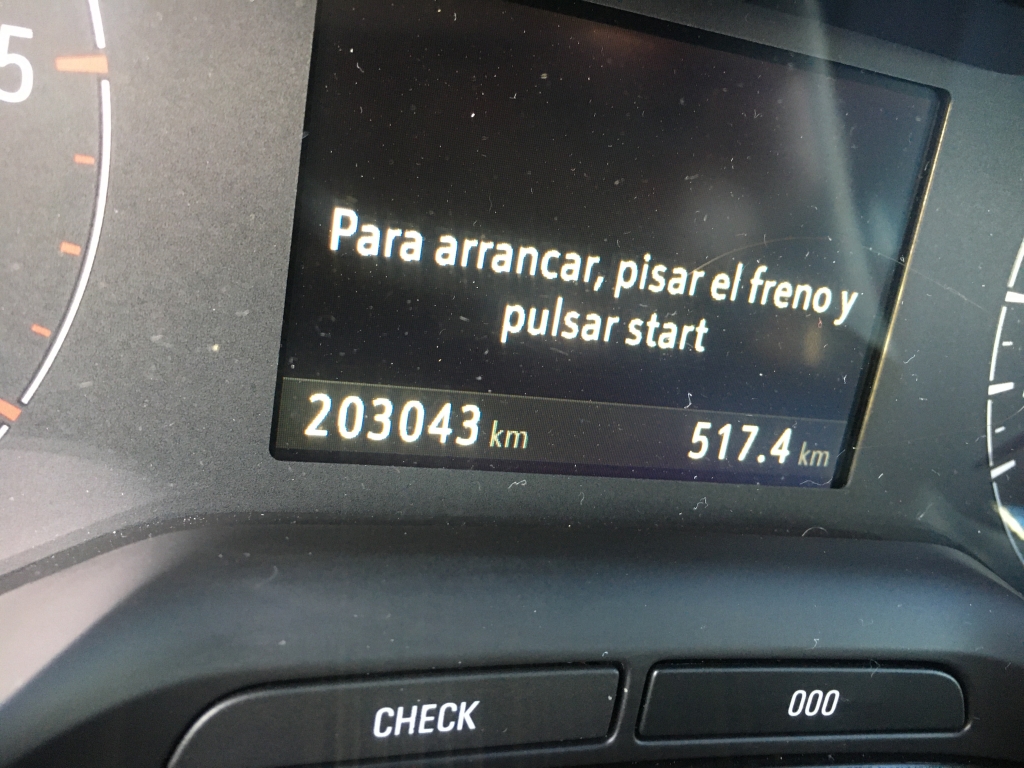 5
Para arrancar, pisar el freno y
pulsar start
203043 km
517.4 km
CHECK
000